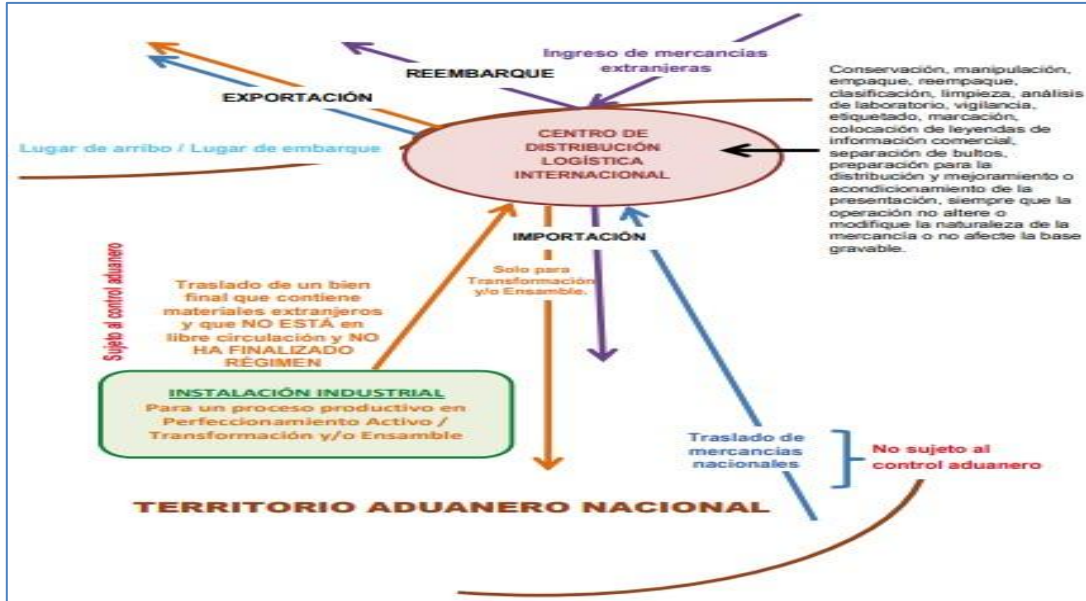 Ingreso de mercancías
extranjeras
REEMBARQUE
EXPORTACIÓN
Lugar de arribo / Lugar de embarque
CENTRO DE
DISTRIBUCIÓN
LOGÍSTICA
INTERNACIONAL
Conservación, manipulación,
empaque, reempaque,
clasificación, limpieza, análisis
de laboratorio, vigilancia,
etiquetado, marcación,
colocación de leyendas de
información comercial,
separación de bultos,
preparación para la
distribución y mejoramiento o
acondicionamiento de la
presentación, siempre que la
operación no altere o
modifique la naturaleza de la
mercancía o no afecte la base
gravable.
IMPORTACIÓN
Solo para
Transformación
y/o Ensamble.
Sujeto al control aduanero
Traslado de un bien
final que contiene
materiales extranjeros
y que NO ESTÁ en
libre circulación y NO
HA FINALIZADO
RÉGIMEN
INSTALACIÓN INDUSTRIAL
Para un proceso productivo en
Perfeccionamiento Activo /
Transformación y/o Ensamble
Traslado de
mercancías
nacionales
No sujeto al
control aduanero
TERRITORIO ADUANERO NACIONAL